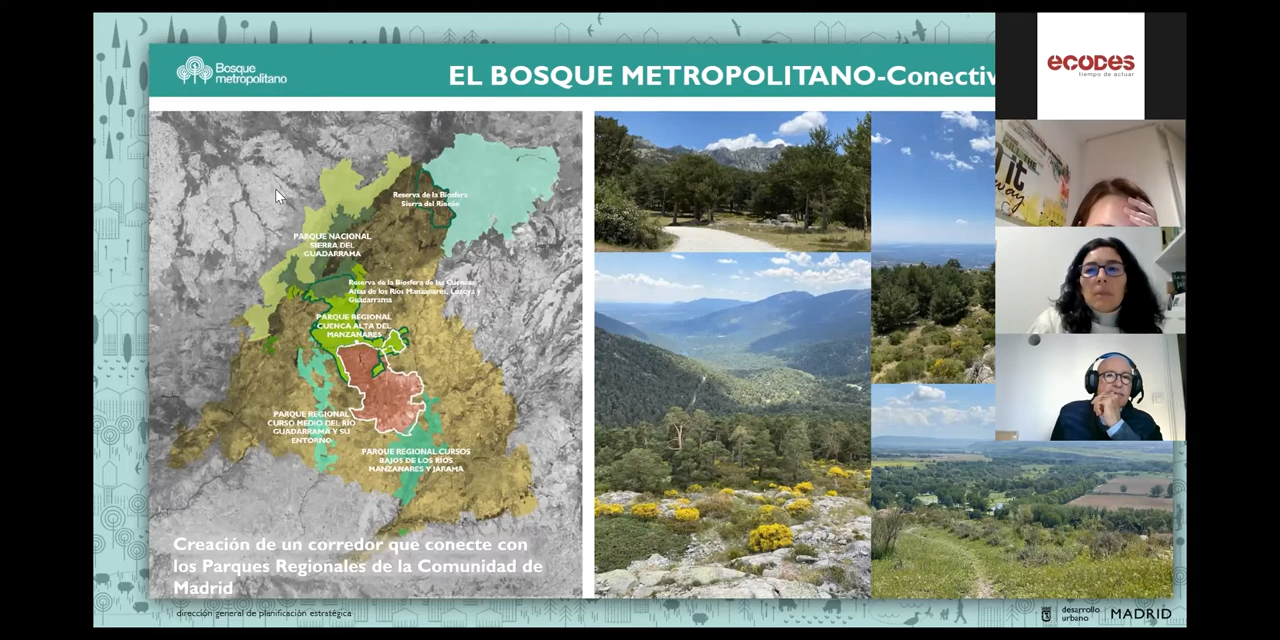 Bosque
metropolitano
EL BOSQUE METROPOLITANO-Conectiv
ecodes
tiempo de actuar
it
way
Reserva de la Biosfera
Sierra del Rincón
PARQUE NACIONAL
SIERRA DEL
GUADARRAMA
Reserva de la Biosfera de las Cuencas
Altas de los Ríos Manzanares, Lozoya y
Guadarrama
PARQUE REGIONAL
CUENCA ALTA DEL
MANZANARES
PARQUE REGIONAL
CURSO MEDIO DEL RÍO
GUADARRAMA Y SU
ENTORNO
PARQUE REGIONAL CURSOS
BAJOS DE LOS RÍOS
MANZANARES Y JARAMA
Creación de un corredor que conecte con
los Parques Regionales de la Comunidad de
Madrid
dirección general de planificación estratégica
desarrollo
urbano
MADRID